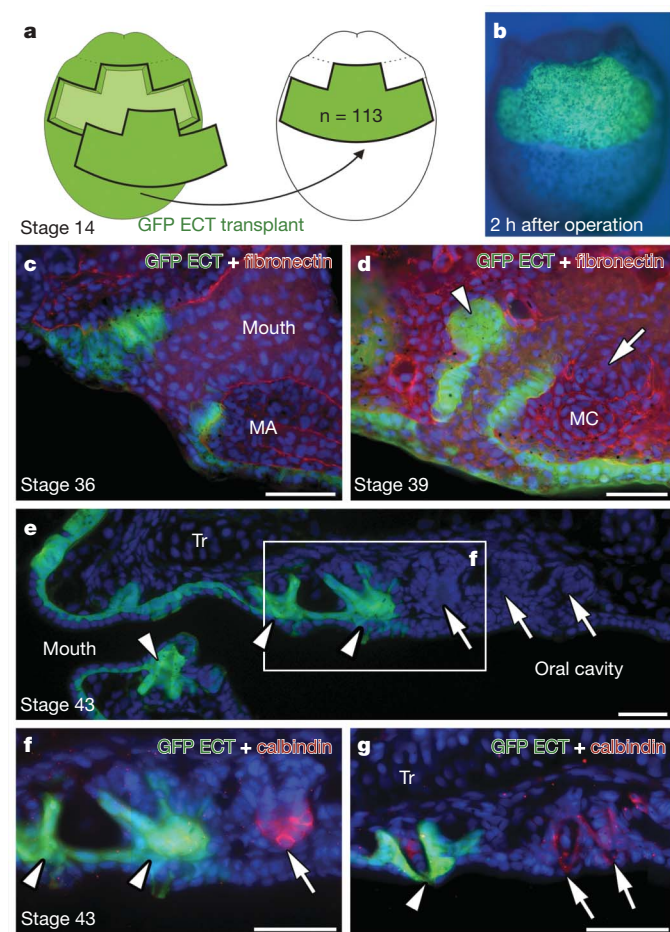 a
n = 113
Stage 14
GFP ECT transplant
b
2 h after operation
c
GFP ECT + fibronectin
Mouth
MA
Stage 36
d
GFP ECT + fibronectin
MC
Stage 39
e
Tr
f
Mouth
Oral cavity
Stage 43
f
GFP ECT + calbindin
Stage 43
g
GFP ECT + calbindin
Tr